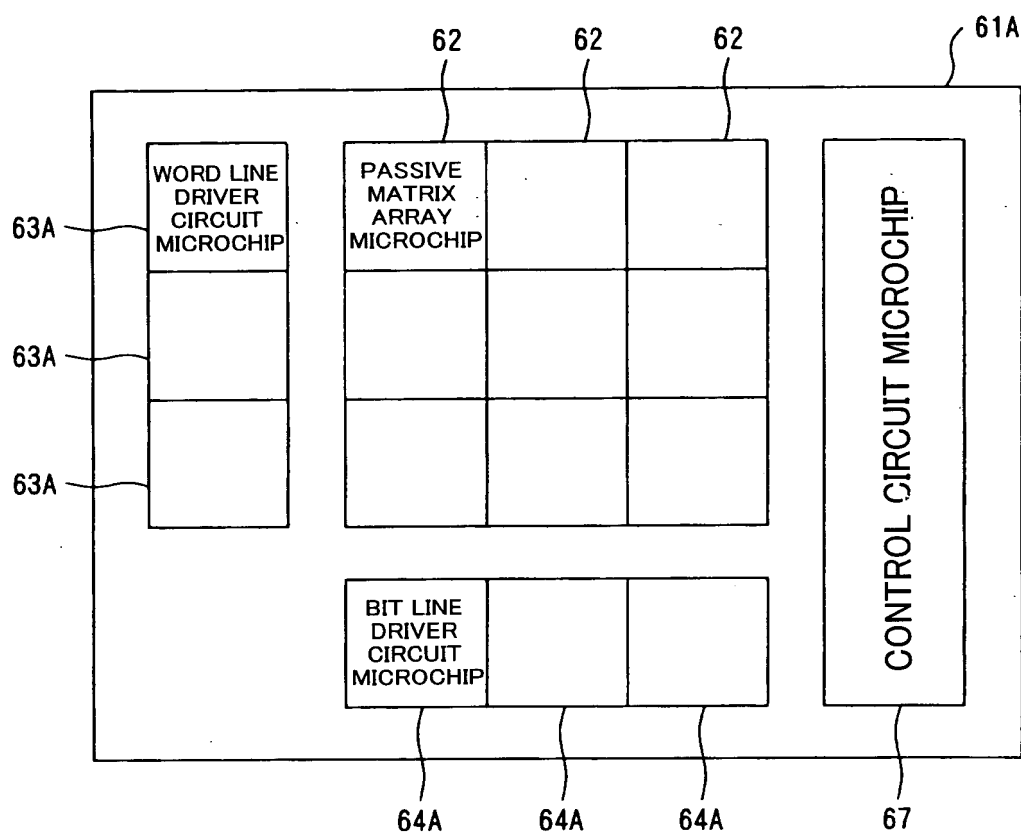 61A
62 62 62
WORD LINE
DRIVER
CIRCUIT
MICROCHIP
PASSIVE
MATRIX
ARRAY
MICROCHIP
63A
63A
63A
CONTROL CIRCUIT MICROCHIP
BIT LINE
DRIVER
CIRCUIT
MICROCHIP
64A 64A 64A 67